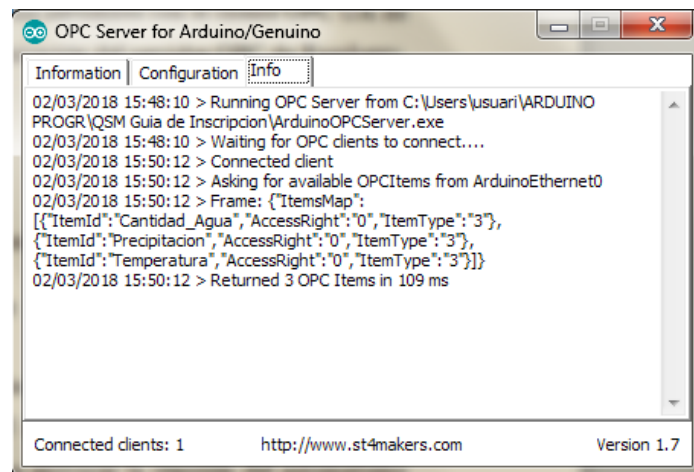 OPC Server for Arduino/Genuino
Information Configuration Info
02/03/2018 15:48:10 > Running OPC Server from C:\Users\usuari\ARDUINO
PROGR\QSM Guia de Inscripcion\ArduinoOPCServer.exe
02/03/2018 15:48:10 > Waiting for OPC clients to connect....
02/03/2018 15:50:12 > Connected client
02/03/2018 15:50:12 > Asking for available OPCItems from ArduinoEthernet0
02/03/2018 15:50:12 > Frame: {"ItemsMap":
[{"ItemId":"Cantidad_Agua","AccessRight":"0","ItemType":"3"},
{"ItemId":"Precipitacion","AccessRight":"0","ItemType":"3"},
{"ItemId":"Temperatura","AccessRight":"0","ItemType":"3"}]}
02/03/2018 15:50:12 > Returned 3 OPC Items in 109 ms
Connected clients: 1 http://www.st4makers.com Version 1.7